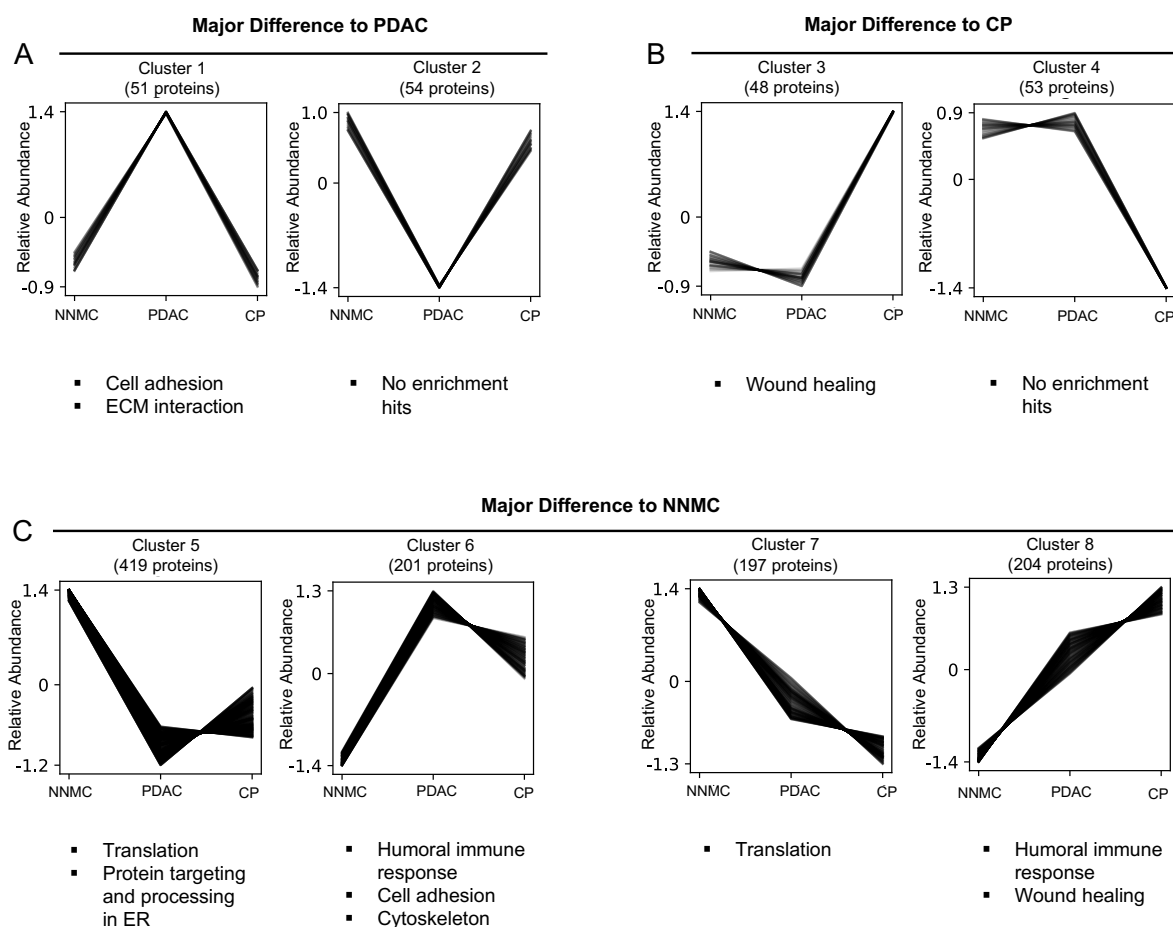 Major Difference to PDAC
A
Cluster 1
(51 proteins)
Relative Abundance
1.4
0
-0.9
NNMC
PDAC
CP
▪ Cell adhesion
▪ ECM interaction
Cluster 2
(54 proteins)
Relative Abundance
1.0
0
-1.4
NNMC
PDAC
CP
▪ No enrichment
hits
Major Difference to CP
B
Cluster 3
(48 proteins)
Relative Abundance
1.4
0
-0.9
NNMC
PDAC
CP
▪ Wound healing
Cluster 4
(53 proteins)
Relative Abundance
0.9
0
-1.4
NNMC
PDAC
CP
▪ No enrichment
hits
Major Difference to NNMC
C
Cluster 5
(419 proteins)
Relative Abundance
1.4
0
-1.2
NNMC
PDAC
CP
▪ Translation
▪ Protein targeting
and processing
in ER
Cluster 6
(201 proteins)
Relative Abundance
1.3
0
-1.4
NNMC
PDAC
CP
▪ Humoral immune
response
▪ Cell adhesion
▪ Cytoskeleton
Cluster 7
(197 proteins)
Relative Abundance
1.4
0
-1.3
NNMC
PDAC
CP
▪ Translation
Cluster 8
(204 proteins)
Relative Abundance
1.3
0
-1.4
NNMC
PDAC
CP
▪ Humoral immune
response
▪ Wound healing